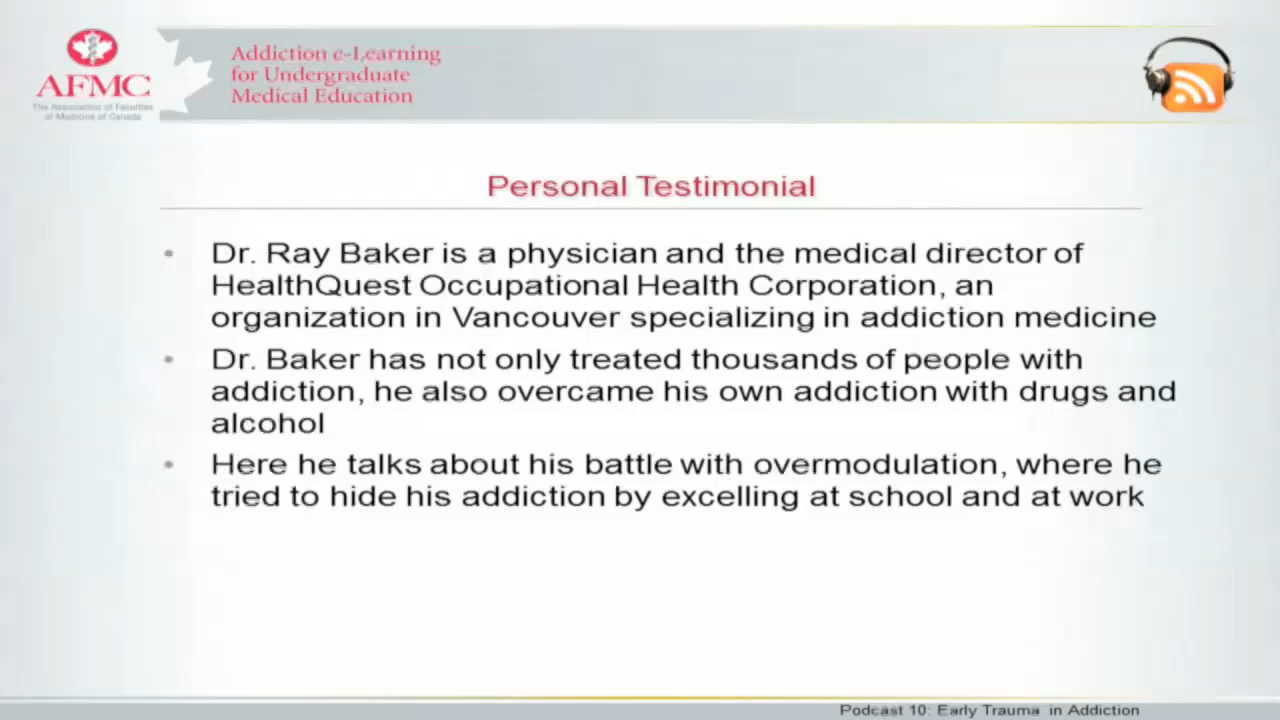 AFMC
The Association of Faculties
of Medicine of Canada
Addiction e-Learning
for Undergraduate
Medical Education
Personal Testimonial
• Dr. Ray Baker is a physician and the medical director of
HealthQuest Occupational Health Corporation, an
organization in Vancouver specializing in addiction medicine
• Dr. Baker has not only treated thousands of people with
addiction, he also overcame his own addiction with drugs and
alcohol
• Here he talks about his battle with overmodulation, where he
tried to hide his addiction by excelling at school and at work
Podcast 10: Early Trauma in Addiction